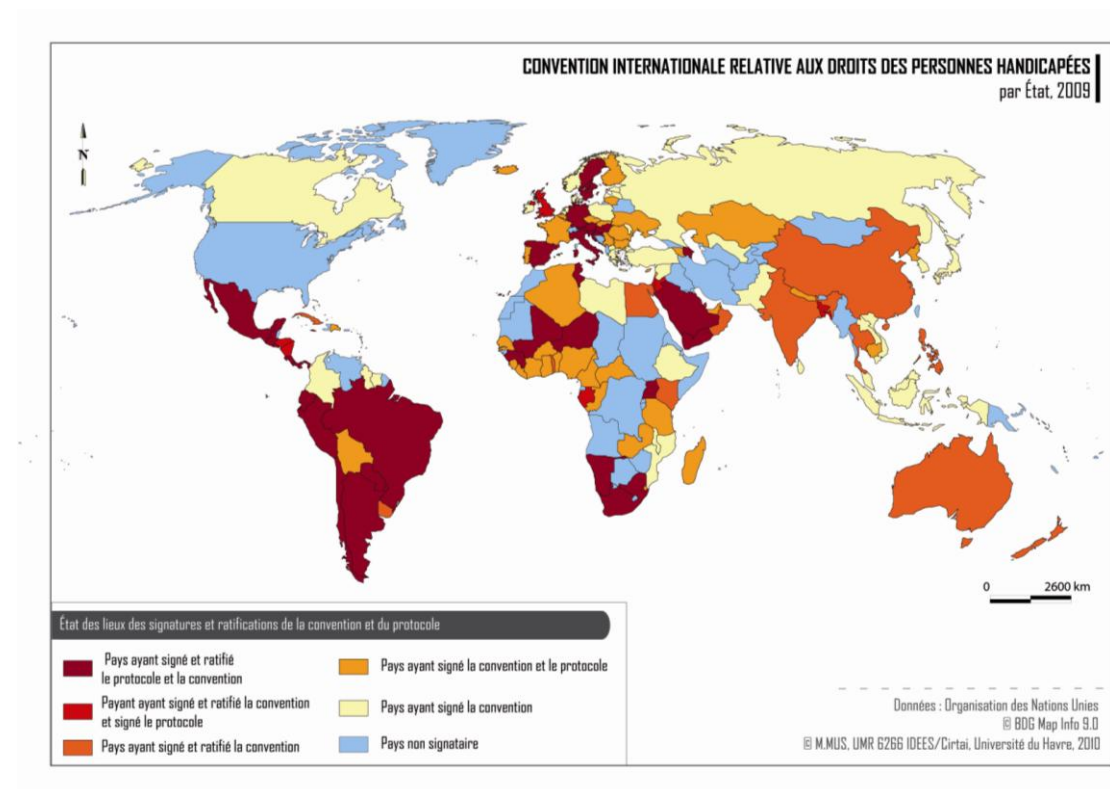 CONVENTION INTERNATIONALE RELATIVE AUX DROITS DES PERSONNES HANDICAPÉES
par État, 2009
N
0 2600 km
État des lieux des signatures et ratifications de la convention et du protocole
Pays ayant signé et ratifié
le protocole et la convention
Payant ayant signé et ratifié la convention
et signé le protocole
Pays ayant signé et ratifié la convention
Pays ayant signé la convention et le protocole
Pays ayant signé la convention
Pays non signataire
Données : Organisation des Nations Unies
© BDG Map Info 9.0
© M.MUS, UMR 6266 IDEES/Cirtai, Université du Havre, 2010